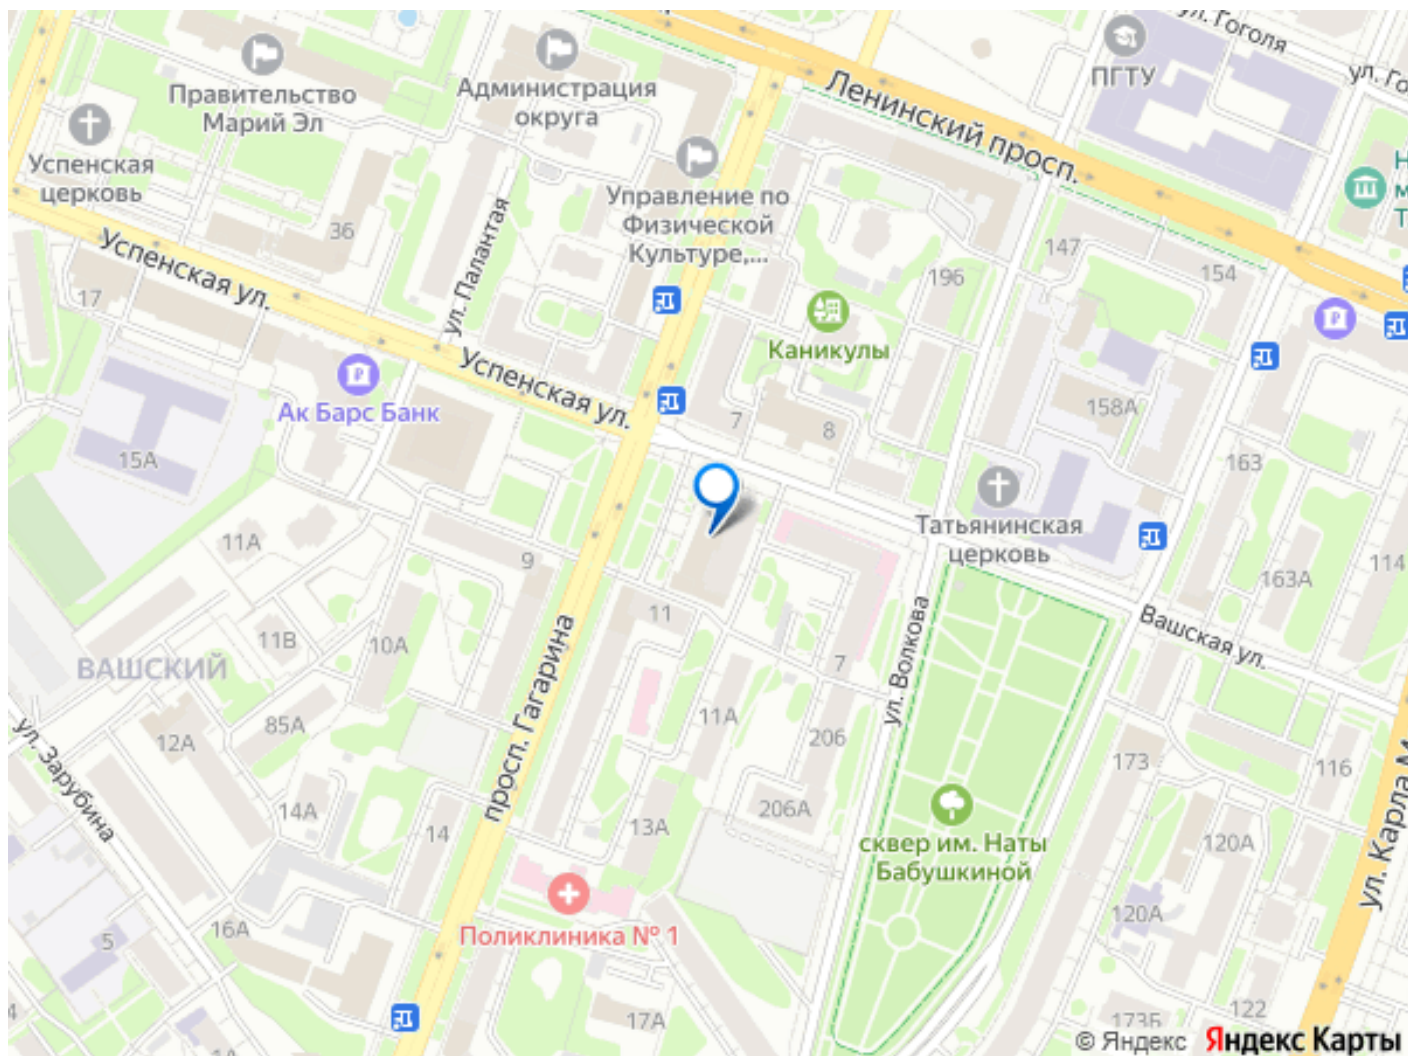 ул. Гоголя
ПГТУ
ул. Го
Правительство
Марий Эл
Администрация
округа
Ленинский просп.
Успенская
церковь
Управление по
Физической
Культуре,...
Н
м
Т
36
ул. Палантая
147
154
196
Успенская ул.
17
Каникулы
Успенская ул.
Ак Барс Банк
7
8
158А
15А
163
Татьянинская
церковь
11А
9
163А
114
11
ул. Волкова
Вашская ул.
11В
10А
ВАШСКИЙ
просп. Гагарина
7
11А
206
85А
12А
173
116
ул. Зарубина
14А
14
13А
206А
сквер им. Наты
Бабушкиной
120А
ул. Карла М
120А
16А
5
Поликлиника № 1
4
17А
173Б
122
1А
© Яндекс Яндекс Карты